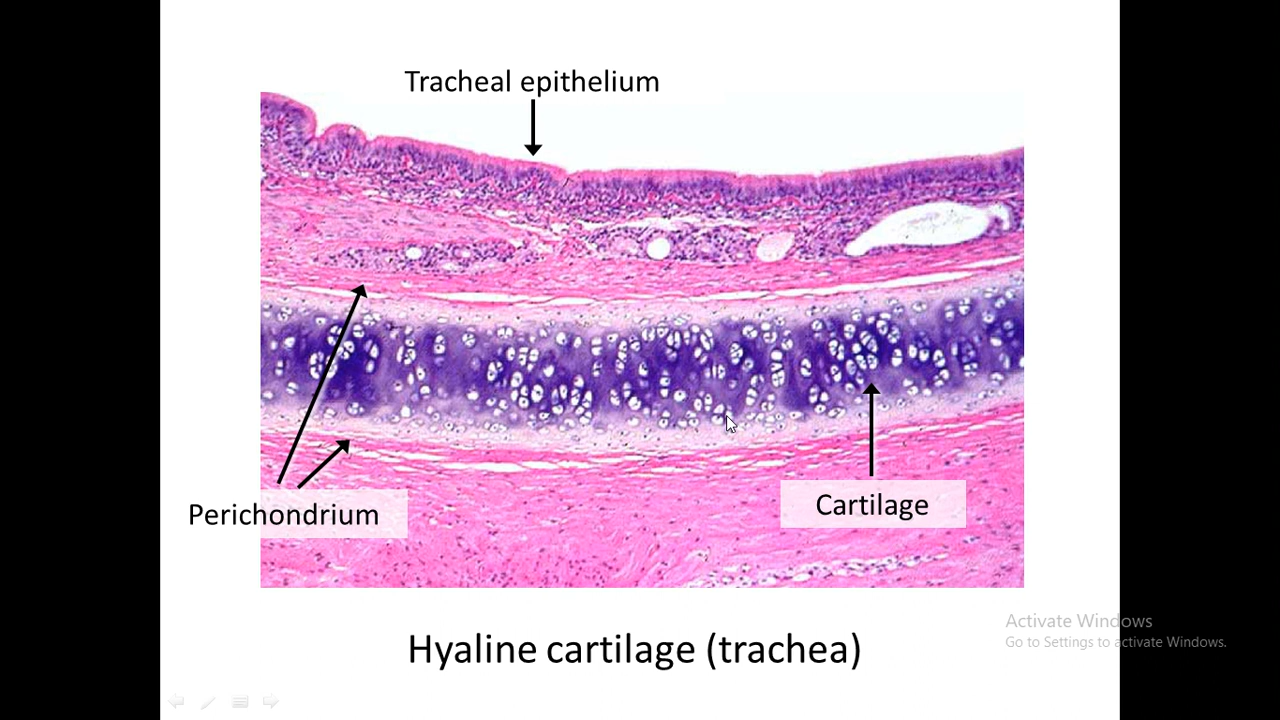 Tracheal epithelium
Perichondrium
Cartilage
Hyaline cartilage (trachea)
Activate Windows
Go to Settings to activate Windows.